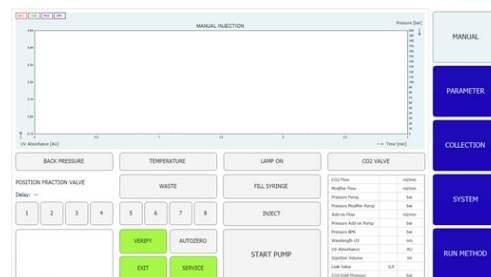 MANUAL INJECTION
Pressure [bar]
UV Absorbance [AU]
Time [min]
MANUAL
PARAMETER
COLLECTION
SYSTEM
RUN METHOD
BACK PRESSURE
TEMPERATURE
LAMP ON
CO2 VALVE
POSITION FRACTION VALVE
Delay: --
1 2 3 4 5 6 7 8
WASTE
FILL SYRINGE
INJECT
VERIFY
AUTOZERO
EXIT
SERVICE
START PUMP
CO2 Flow ml/min
Modifier Flow ml/min
Pressure Pump bar
Pressure Modifier Pump bar
Add-on Flow ml/min
Pressure Add-on Pump bar
Pressure BPR bar
Wavelength UV nm
UV Absorbance AU
Injection Volume ml
Leak Value 0,0
CO2 Inlet Pressure bar